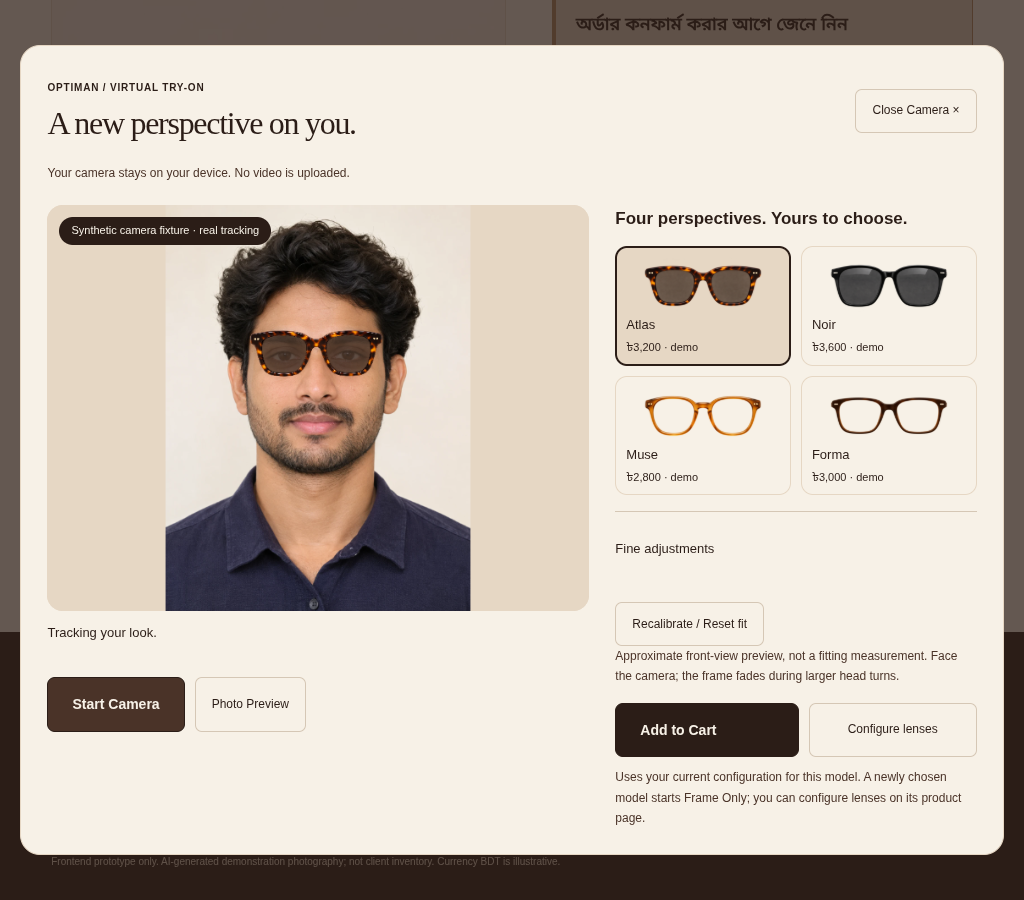 অর্ডার কনফার্ম করার আগে জেনে নিন
OPTIMAN / VIRTUAL TRY-ON
A new perspective on you.
Close Camera ×
Your camera stays on your device. No video is uploaded.
Synthetic camera fixture · real tracking
Tracking your look.
Start Camera
Photo Preview
Four perspectives. Yours to choose.
Atlas
৳3,200 · demo
Noir
৳3,600 · demo
Muse
৳2,800 · demo
Forma
৳3,000 · demo
Fine adjustments
Recalibrate / Reset fit
Approximate front-view preview, not a fitting measurement. Face
the camera; the frame fades during larger head turns.
Add to Cart
Configure lenses
Uses your current configuration for this model. A newly chosen
model starts Frame Only; you can configure lenses on its product
page.
Frontend prototype only. AI-generated demonstration photography; not client inventory. Currency BDT is illustrative.